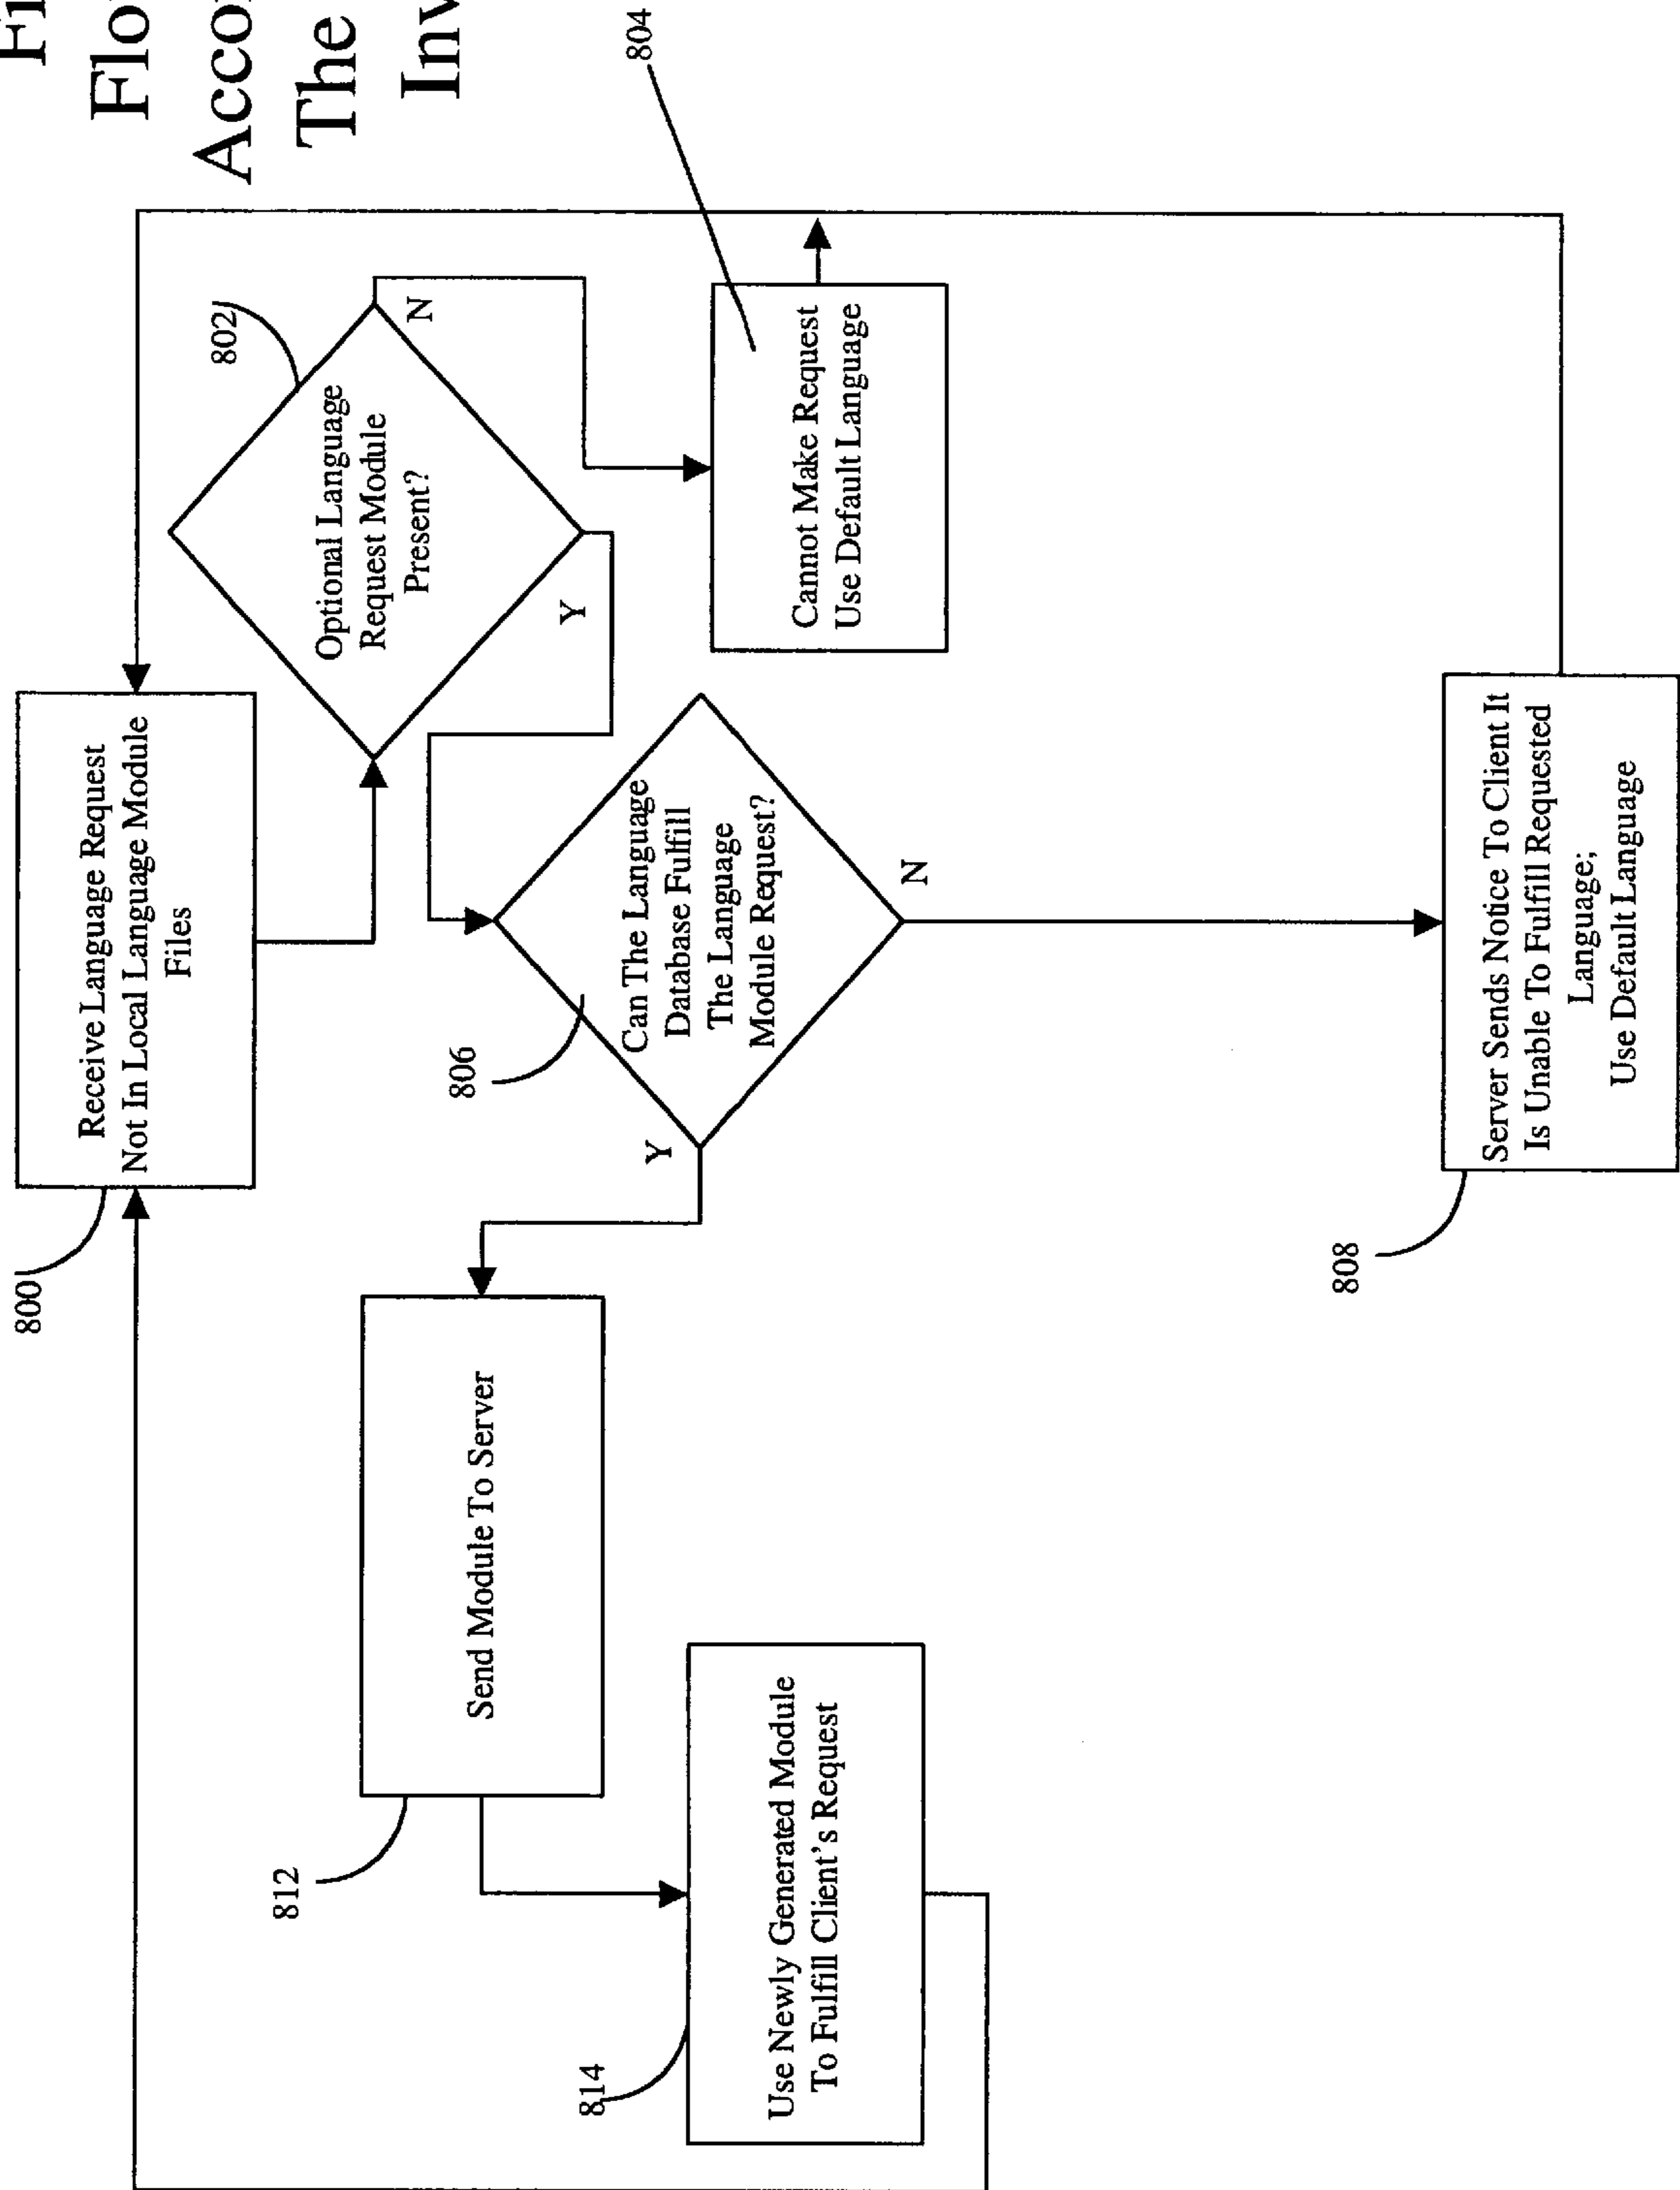 Flo
Acco
The
Inv
800
Receive Language Request
Not In Local Language Module
Files
802
Optional Language
Request Module
Present?
N
Y
804
Cannot Make Request
Use Default Language
806
Can The Language
Database Fulfill
The Language
Module Request?
Y
N
812
Send Module To Server
814
Use Newly Generated Module
To Fulfill Client's Request
808
Server Sends Notice To Client It
Is Unable To Fulfill Requested
Language;
Use Default Language